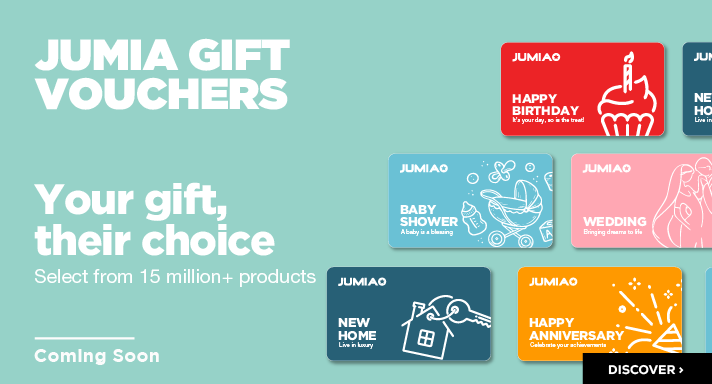 JUMIA GIFT
VOUCHERS
Your gift,
their choice
Select from 15 million+ products
Coming Soon
JUMIA
HAPPY
BIRTHDAY
It's your day, so is the treat!
JUMIA
BABY
SHOWER
A baby is a blessing
JUMIA
WEDDING
Bringing dreams to life
JUMIA
NEW
HOME
Live in luxury
JUMIA
HAPPY
ANNIVERSARY
Celebrate your achievements
DISCOVER ›